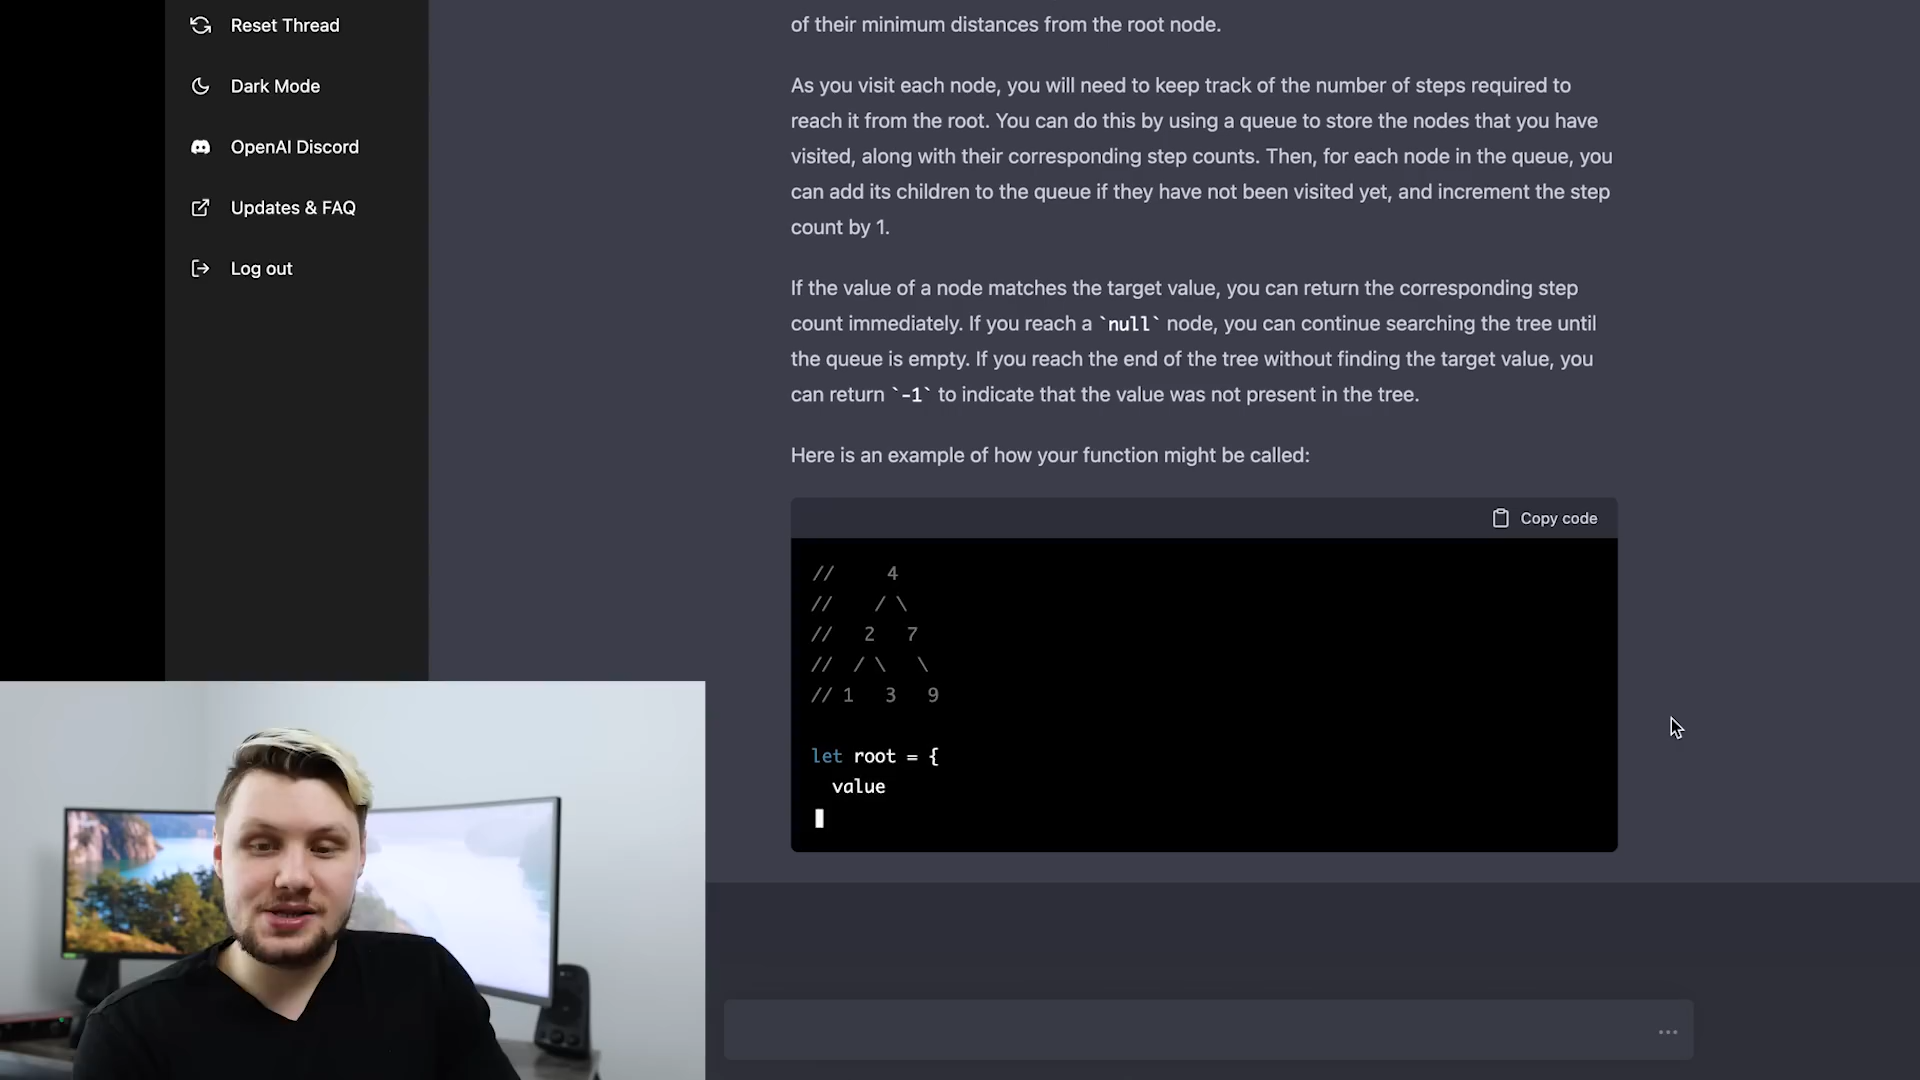 Reset Thread
Dark Mode
OpenAI Discord
Updates & FAQ
Log out
of their minimum distances from the root node.
As you visit each node, you will need to keep track of the number of steps required to
reach it from the root. You can do this by using a queue to store the nodes that you have
visited, along with their corresponding step counts. Then, for each node in the queue, you
can add its children to the queue if they have not been visited yet, and increment the step
count by 1.
If the value of a node matches the target value, you can return the corresponding step
count immediately. If you reach a `null` node, you can continue searching the tree until
the queue is empty. If you reach the end of the tree without finding the target value, you
can return `-1` to indicate that the value was not present in the tree.
Here is an example of how your function might be called:
Copy code
//     4
//    / \
//   2   7
//  / \   \
// 1   3   9
let root = {
  value